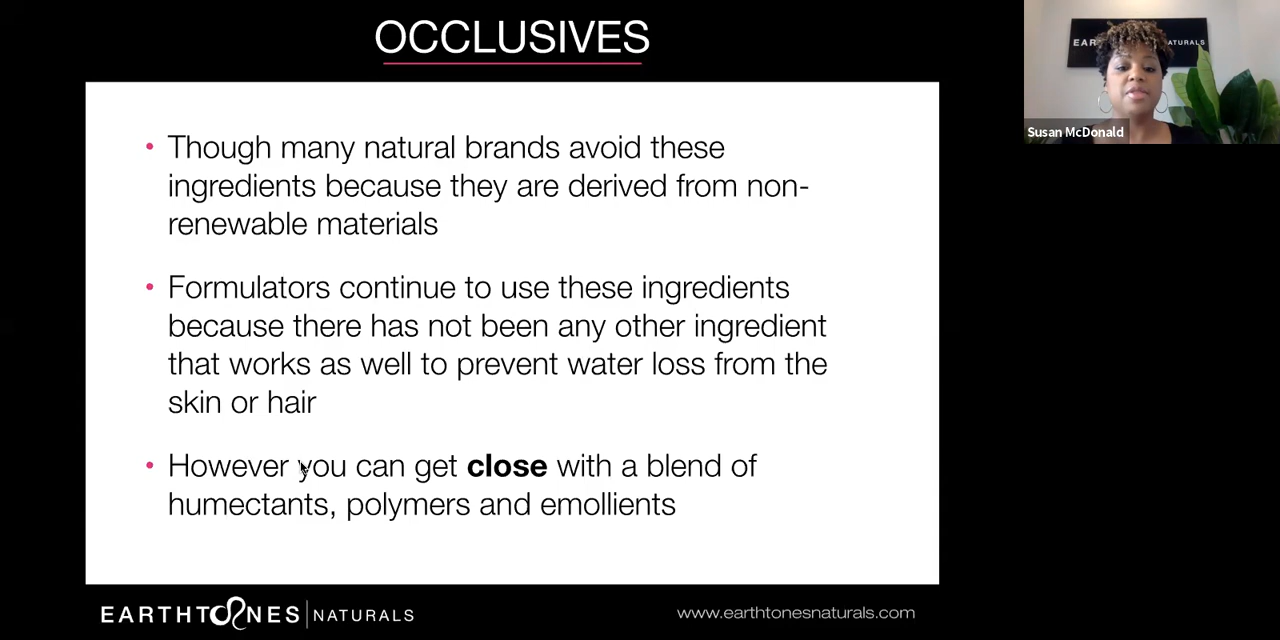 OCCLUSIVES
EAR ATURALS
Susan McDonald
• Though many natural brands avoid these
ingredients because they are derived from non-
renewable materials
• Formulators continue to use these ingredients
because there has not been any other ingredient
that works as well to prevent water loss from the
skin or hair
• However you can get close with a blend of
humectants, polymers and emollients
EARTHTONES NATURALS
www.earthtonesnaturals.com